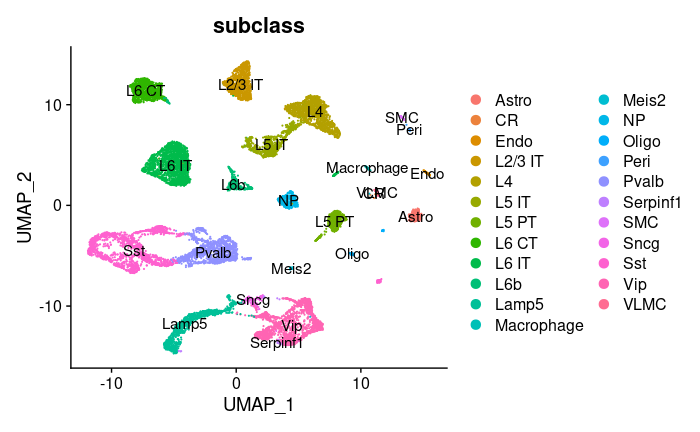 subclass
L6 CT
L2/3 IT
L4
SMC
Peri
L5 IT
L6 IT
L6b
Macrophage
Endo
VLMC
CR
NP
L5 PT
Astro
Sst
Pvalb
Oligo
Meis2
Sncg
Lamp5
Vip
Serpinf1
10
0
-10
UMAP_2
-10
0
10
UMAP_1
Astro
CR
Endo
L2/3 IT
L4
L5 IT
L5 PT
L6 CT
L6 IT
L6b
Lamp5
Macrophage
Meis2
NP
Oligo
Peri
Pvalb
Serpinf1
SMC
Sncg
Sst
Vip
VLMC